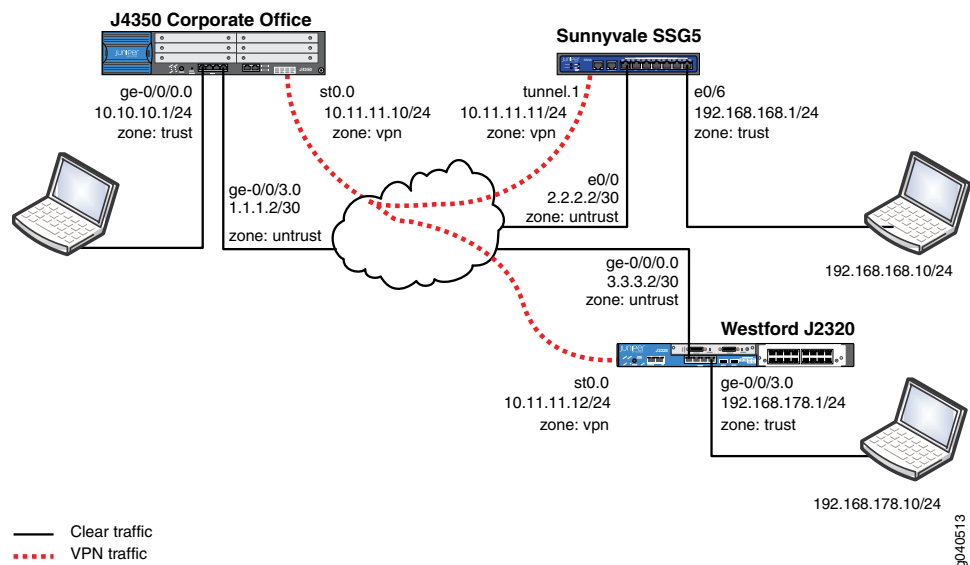 J4350 Corporate Office
ge-0/0/0.0
10.10.10.1/24
zone: trust
st0.0
10.11.11.10/24
zone: vpn
ge-0/0/3.0
1.1.1.2/30
zone: untrust
Sunnyvale SSG5
tunnel.1
10.11.11.11/24
zone: vpn
e0/6
192.168.168.1/24
zone: trust
e0/0
2.2.2.2/30
zone: untrust
192.168.168.10/24
ge-0/0/0.0
3.3.3.2/30
zone: untrust
Westford J2320
st0.0
10.11.11.12/24
zone: vpn
ge-0/0/3.0
192.168.178.1/24
zone: trust
192.168.178.10/24
Clear traffic
VPN traffic
g040513